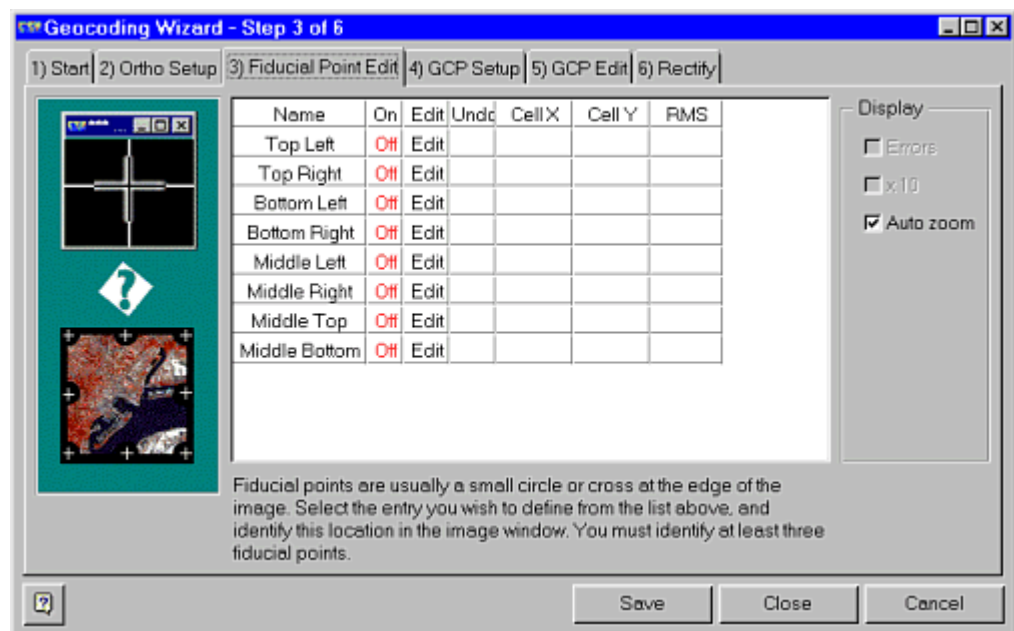 Geocoding Wizard - Step 3 of 6
1) Start 2) Ortho Setup 3) Fiducial Point Edit 4) GCP Setup 5) GCP Edit 6) Rectify
Name On Edit Undo Cell X Cell Y RMS
Top Left Off Edit
Top Right Off Edit
Bottom Left Off Edit
Bottom Right Off Edit
Middle Left Off Edit
Middle Right Off Edit
Middle Top Off Edit
Middle Bottom Off Edit
Display
Errors
x 10
Auto zoom
Fiducial points are usually a small circle or cross at the edge of the
image. Select the entry you wish to define from the list above, and
identify this location in the image window. You must identify at least three
fiducial points.
Save Close Cancel